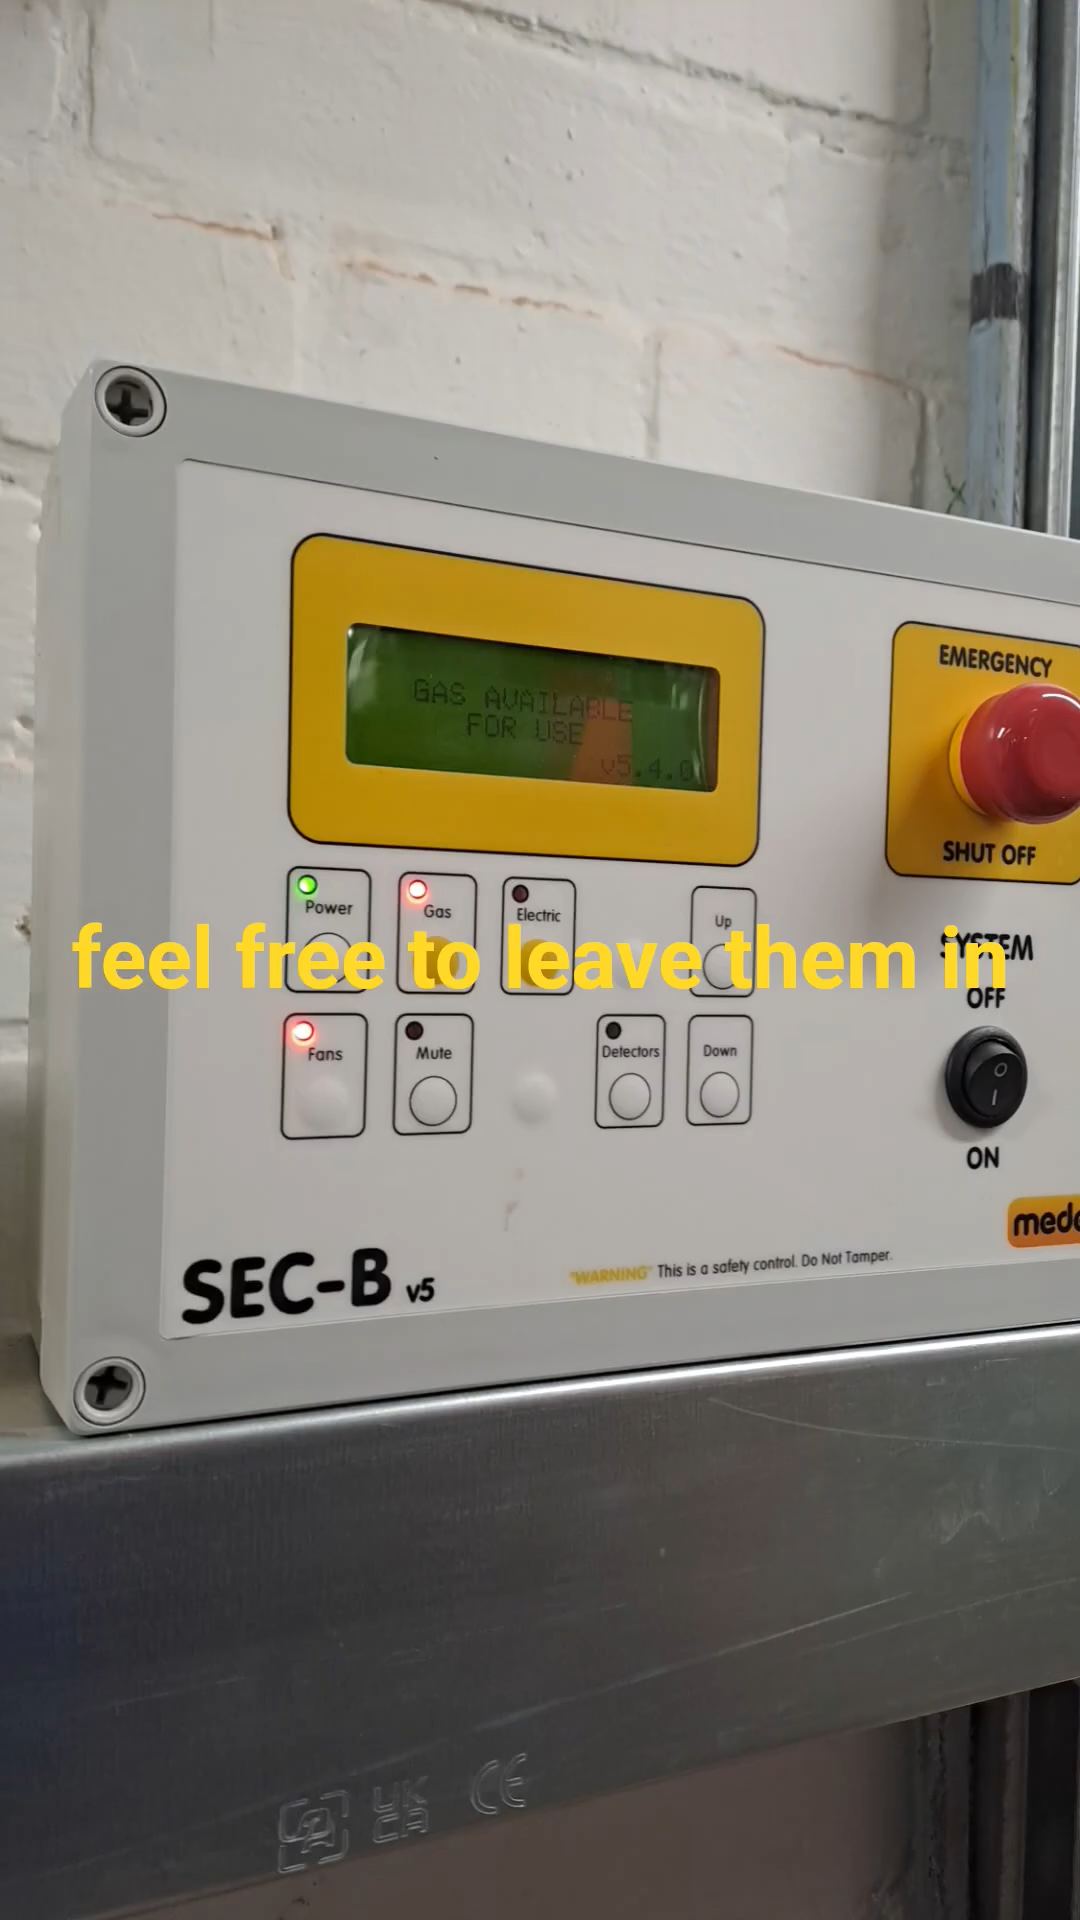 GAS AVAILABLE
FOR USE
v5.4.0
EMERGENCY
SHUT OFF
Power
Gas
Electric
Up
feel free to leave them in
SYSTEM
OFF
Fans
Mute
Detectors
Down
ON
SEC-B v5
"WARNING" This is a safety control. Do Not Tamper.
UK
CA
CE